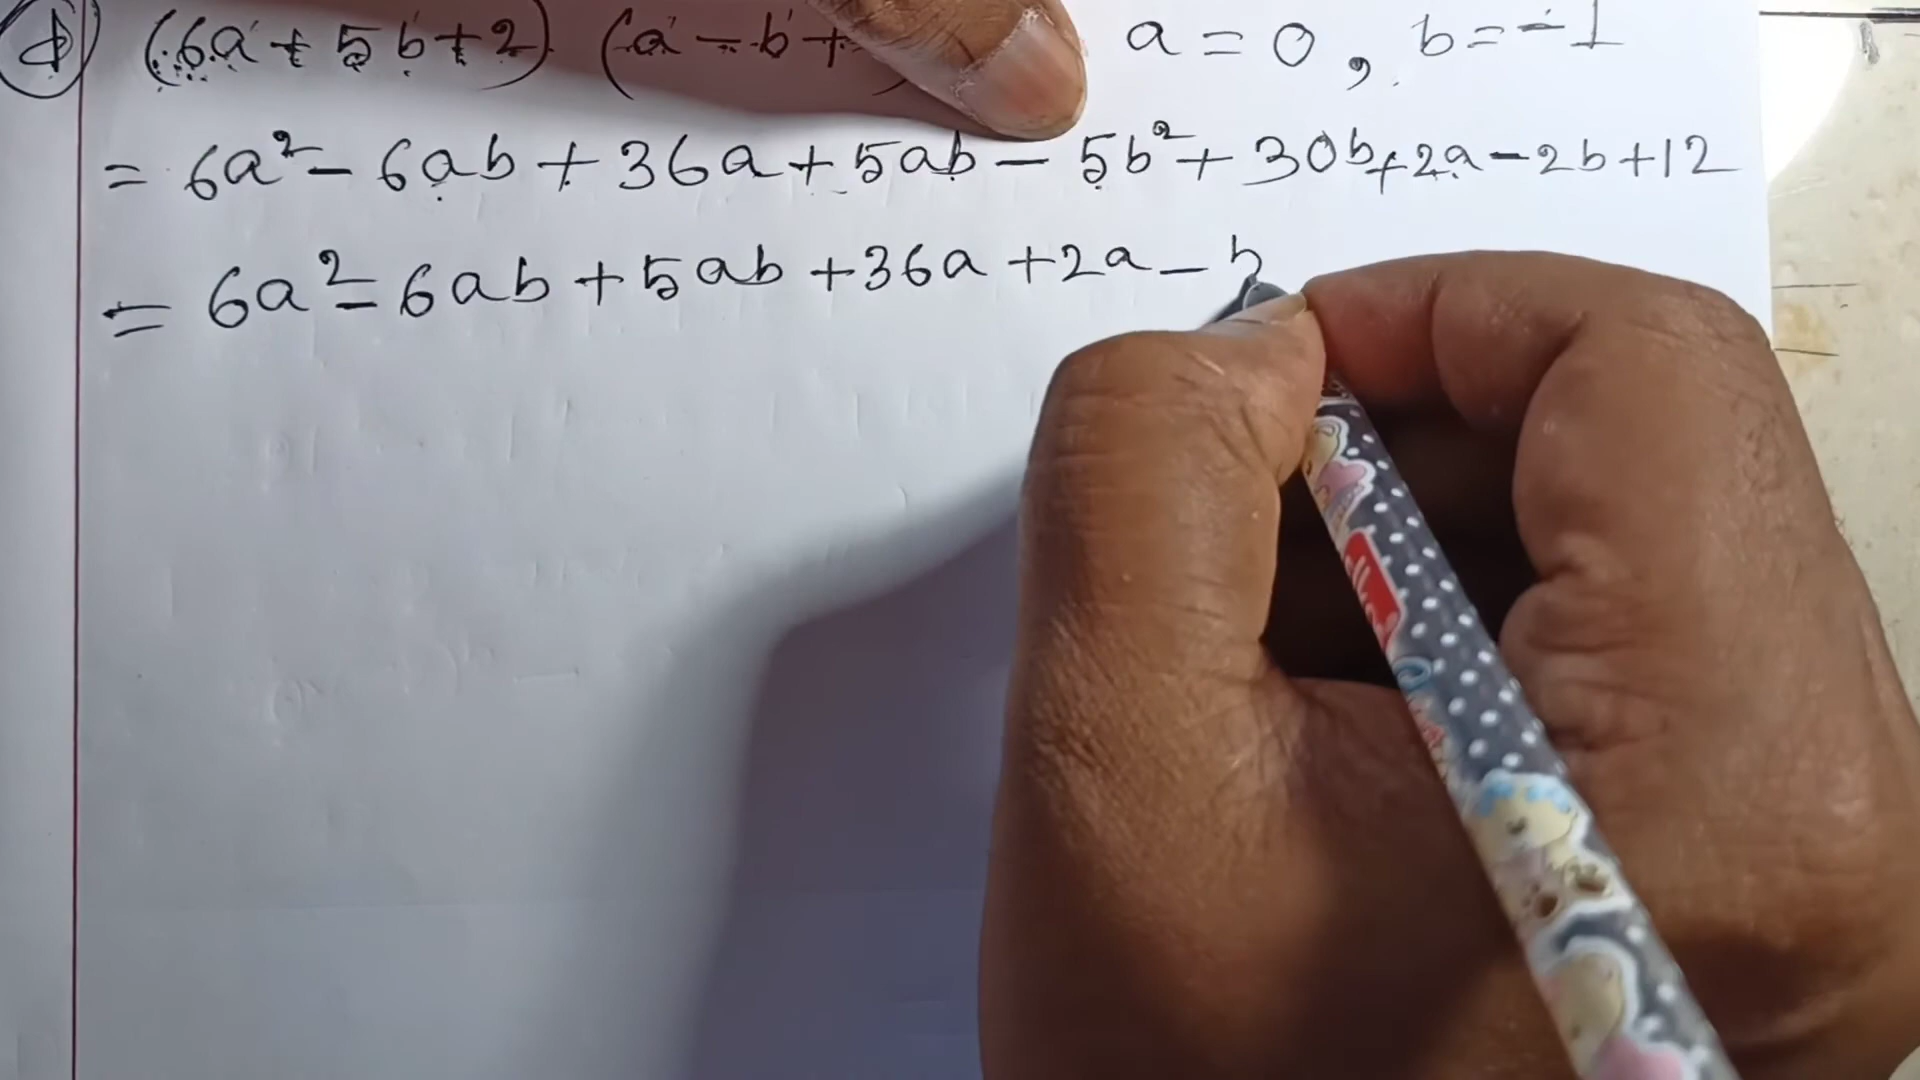 d (6a + 5b + 2) (a - b + a = 0, b = -1
= 6a² - 6ab + 36a + 5ab - 5b² + 30b + 2a - 2b + 12
= 6a² - 6ab + 5ab + 36a + 2a -